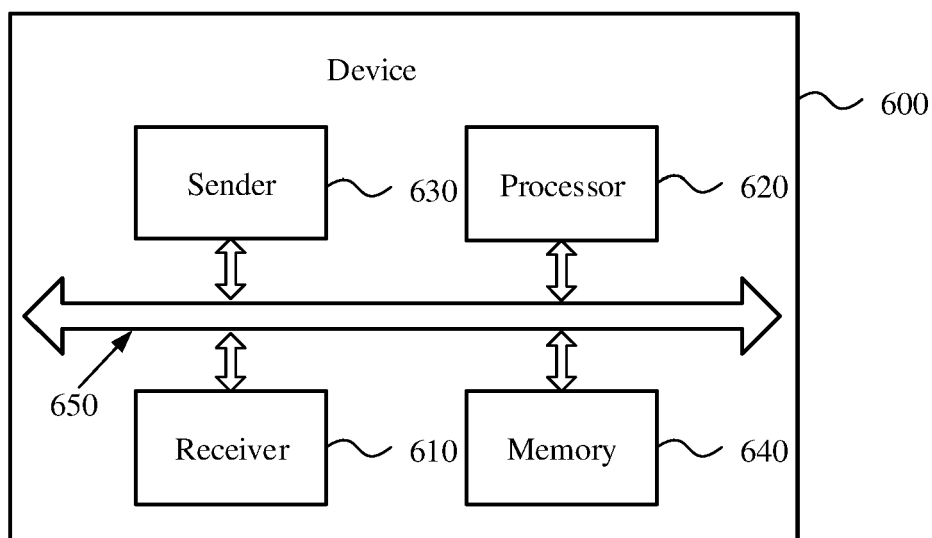 Device
600
Sender
630
Processor
620
650
Receiver
610
Memory
640